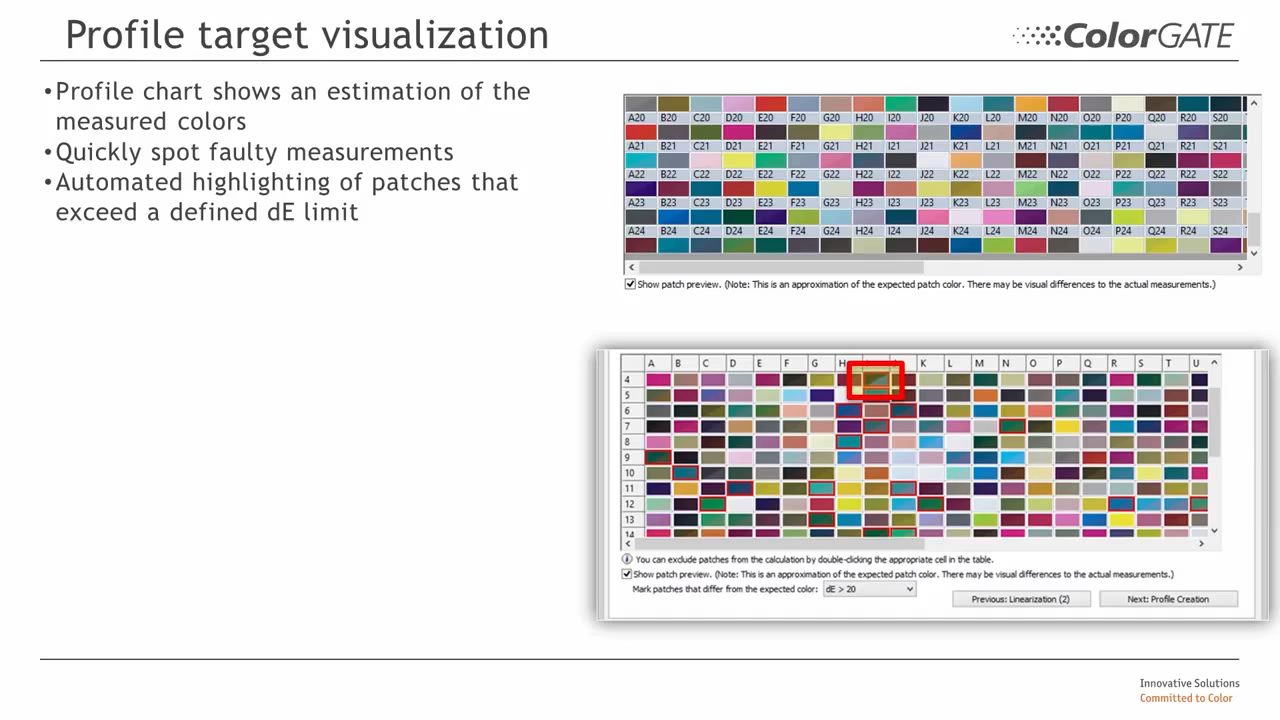 Profile target visualization
ColorGATE
•Profile chart shows an estimation of the
measured colors
•Quickly spot faulty measurements
•Automated highlighting of patches that
exceed a defined dE limit
A20 B20 C20 D20 E20 F20 G20 H20 I20 J20 K20 L20 M20 N20 O20 P20 Q20 R20 S20
A21 B21 C21 D21 E21 F21 G21 H21 I21 J21 K21 L21 M21 N21 O21 P21 Q21 R21 S21
A22 B22 C22 D22 E22 F22 G22 H22 I22 J22 K22 L22 M22 N22 O22 P22 Q22 R22 S22
A23 B23 C23 D23 E23 F23 G23 H23 I23 J23 K23 L23 M23 N23 O23 P23 Q23 R23 S23
A24 B24 C24 D24 E24 F24 G24 H24 I24 J24 K24 L24 M24 N24 O24 P24 Q24 R24 S24
Show patch preview. (Note: This is an approximation of the expected patch color. There may be visual differences to the actual measurements.)
A B C D E F G H K L M N O P Q R S T U
4
5
6
7
8
9
10
11
12
13
14
You can exclude patches from the calculation by double-clicking the appropriate cell in the table.
Show patch preview. (Note: This is an approximation of the expected patch color. There may be visual differences to the actual measurements.)
Mark patches that differ from the expected color: dE > 20
Previous: Linearization (2) Next: Profile Creation
Innovative Solutions
Committed to Color